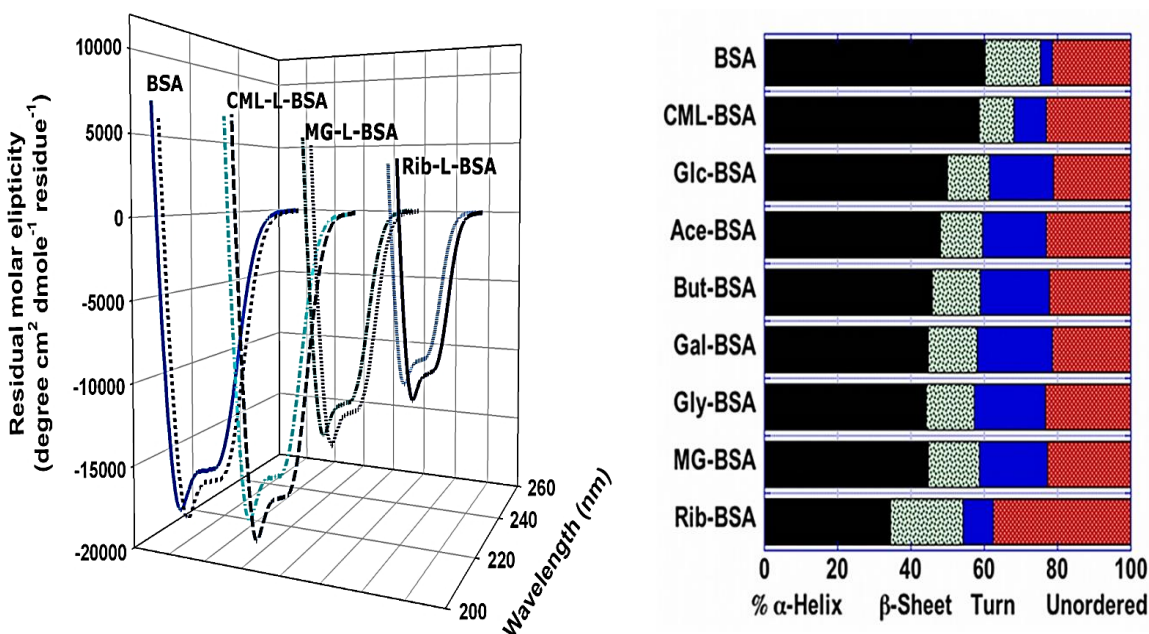 Residual molar elipticity
(degree cm² dmole⁻¹ residue⁻¹)
10000
5000
0
-5000
-10000
-15000
-20000
BSA
CML-L-BSA
MG-L-BSA
Rib-L-BSA
260
240
220
200
Wavelength (nm)
BSA
CML-BSA
Glc-BSA
Ace-BSA
But-BSA
Gal-BSA
Gly-BSA
MG-BSA
Rib-BSA
0 20 40 60 80 100
% α-Helix β-Sheet Turn Unordered